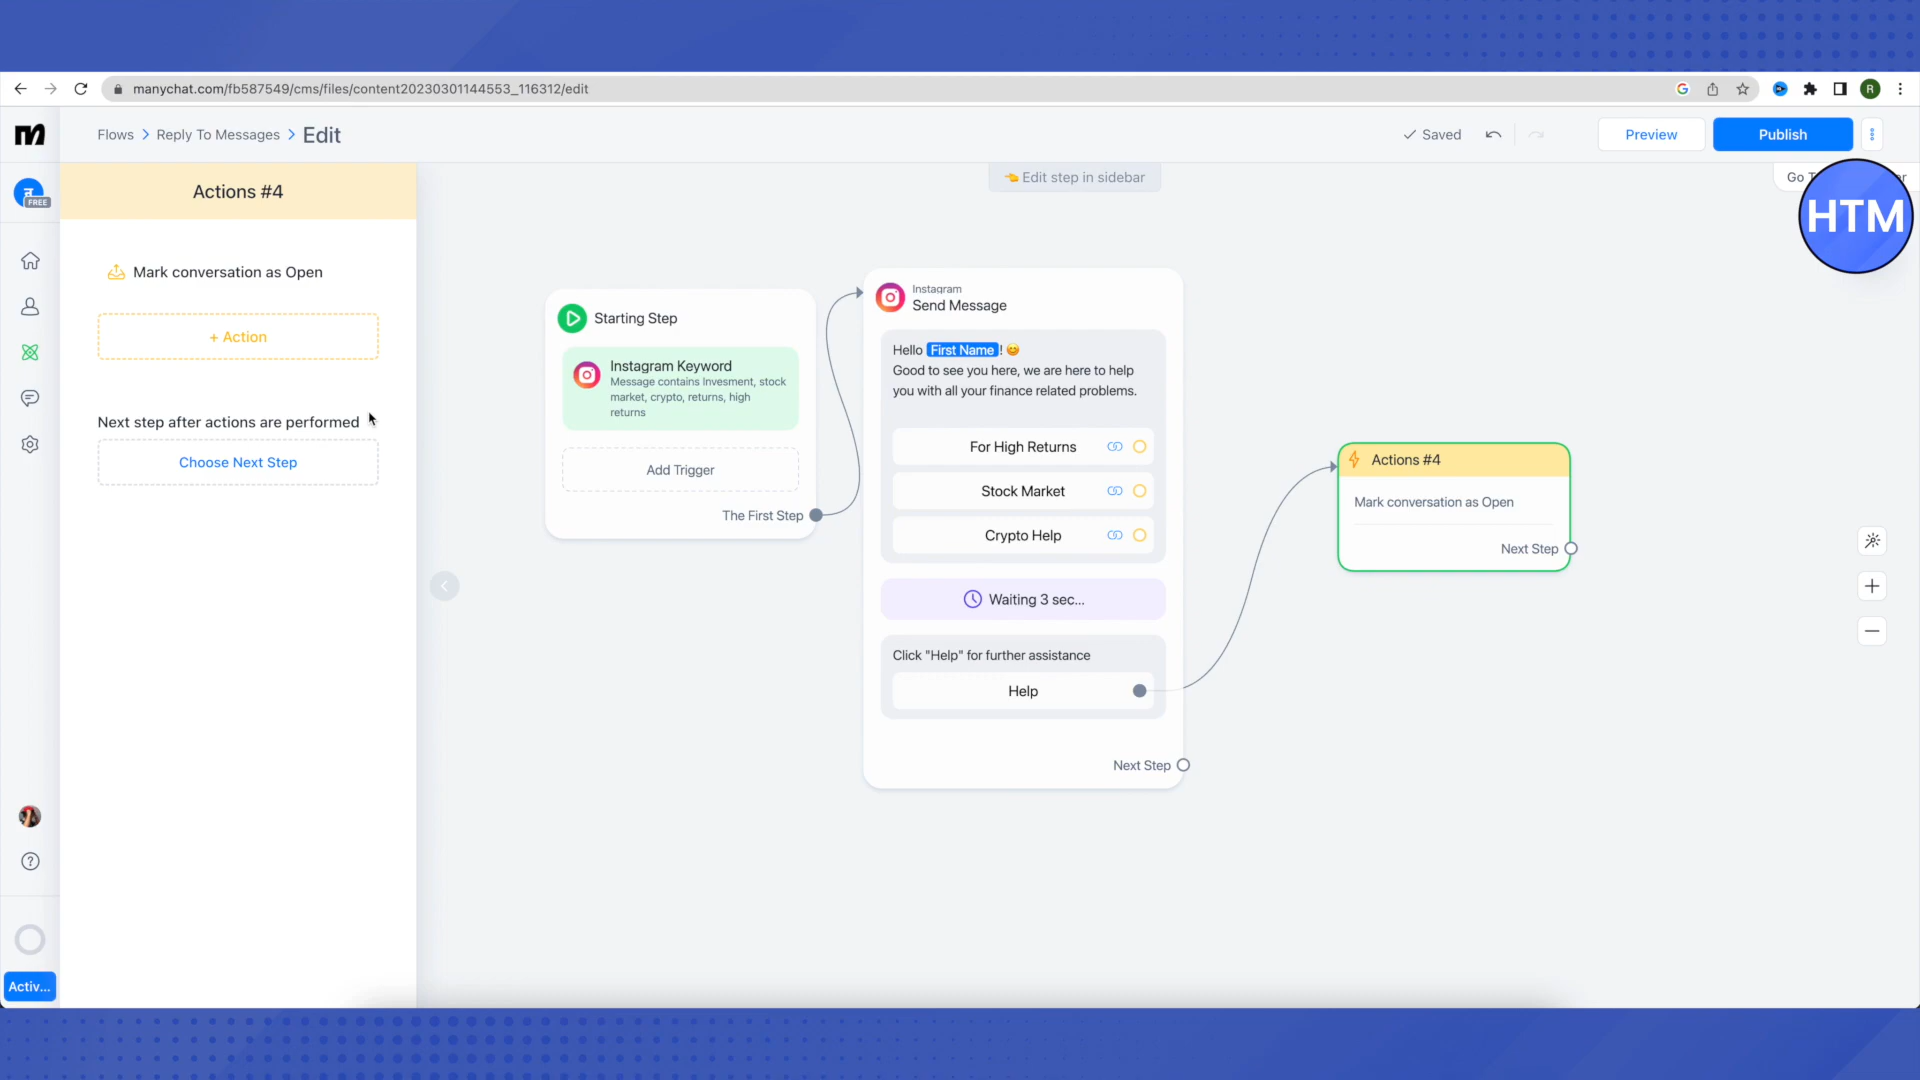 manychat.com/fb587549/cms/files/content20230301144553_116312/edit
R
Flows > Reply To Messages > Edit
Saved
Preview
Publish
Edit step in sidebar
Go T
er
HTM
FREE
Actions #4
Mark conversation as Open
+ Action
Next step after actions are performed
Choose Next Step
Activ...
Starting Step
Instagram Keyword
Message contains Invesment, stock
market, crypto, returns, high
returns
Add Trigger
The First Step
Instagram
Send Message
Hello First Name !
Good to see you here, we are here to help
you with all your finance related problems.
For High Returns
Stock Market
Crypto Help
Waiting 3 sec...
Click "Help" for further assistance
Help
Next Step
Actions #4
Mark conversation as Open
Next Step